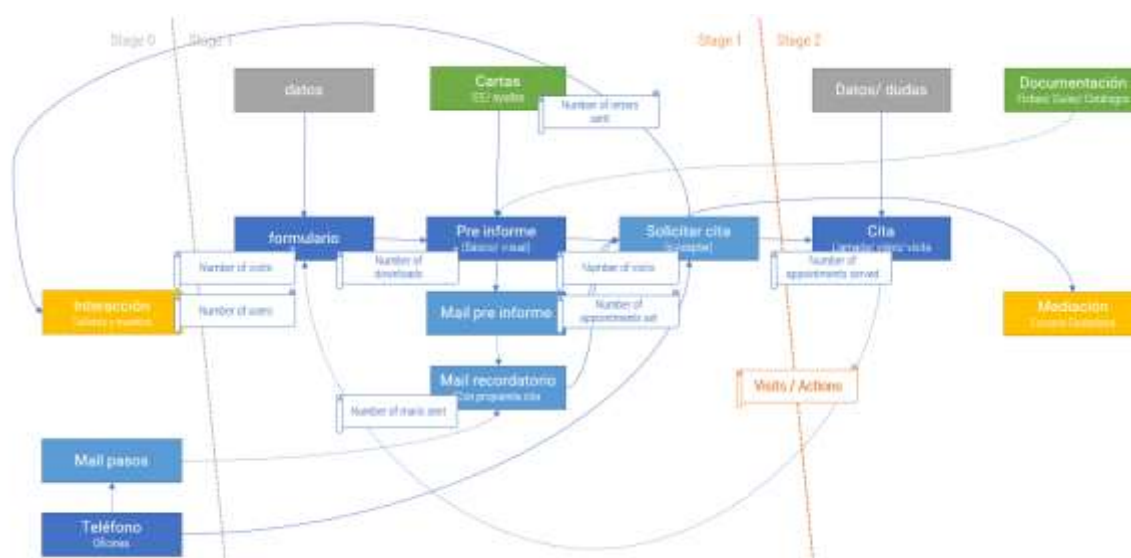 Stage 0
Stage 1
Stage 1
Stage 2
datos
Cartas
Number of
sent
Datos/ dudas
Documentación
formulario
Pre informe
Solicitar cita
Cita
Number of visits
Number of
downloads
Number of visits
Number of
appointments served
Interacción
Number of users
Mail pre informe
Number of
appointments set
Mediación
Mail recordatorio
Con propuesta cita
Visits / Actions
Number of mails sent
Mail pasos
Teléfono
Oficinas